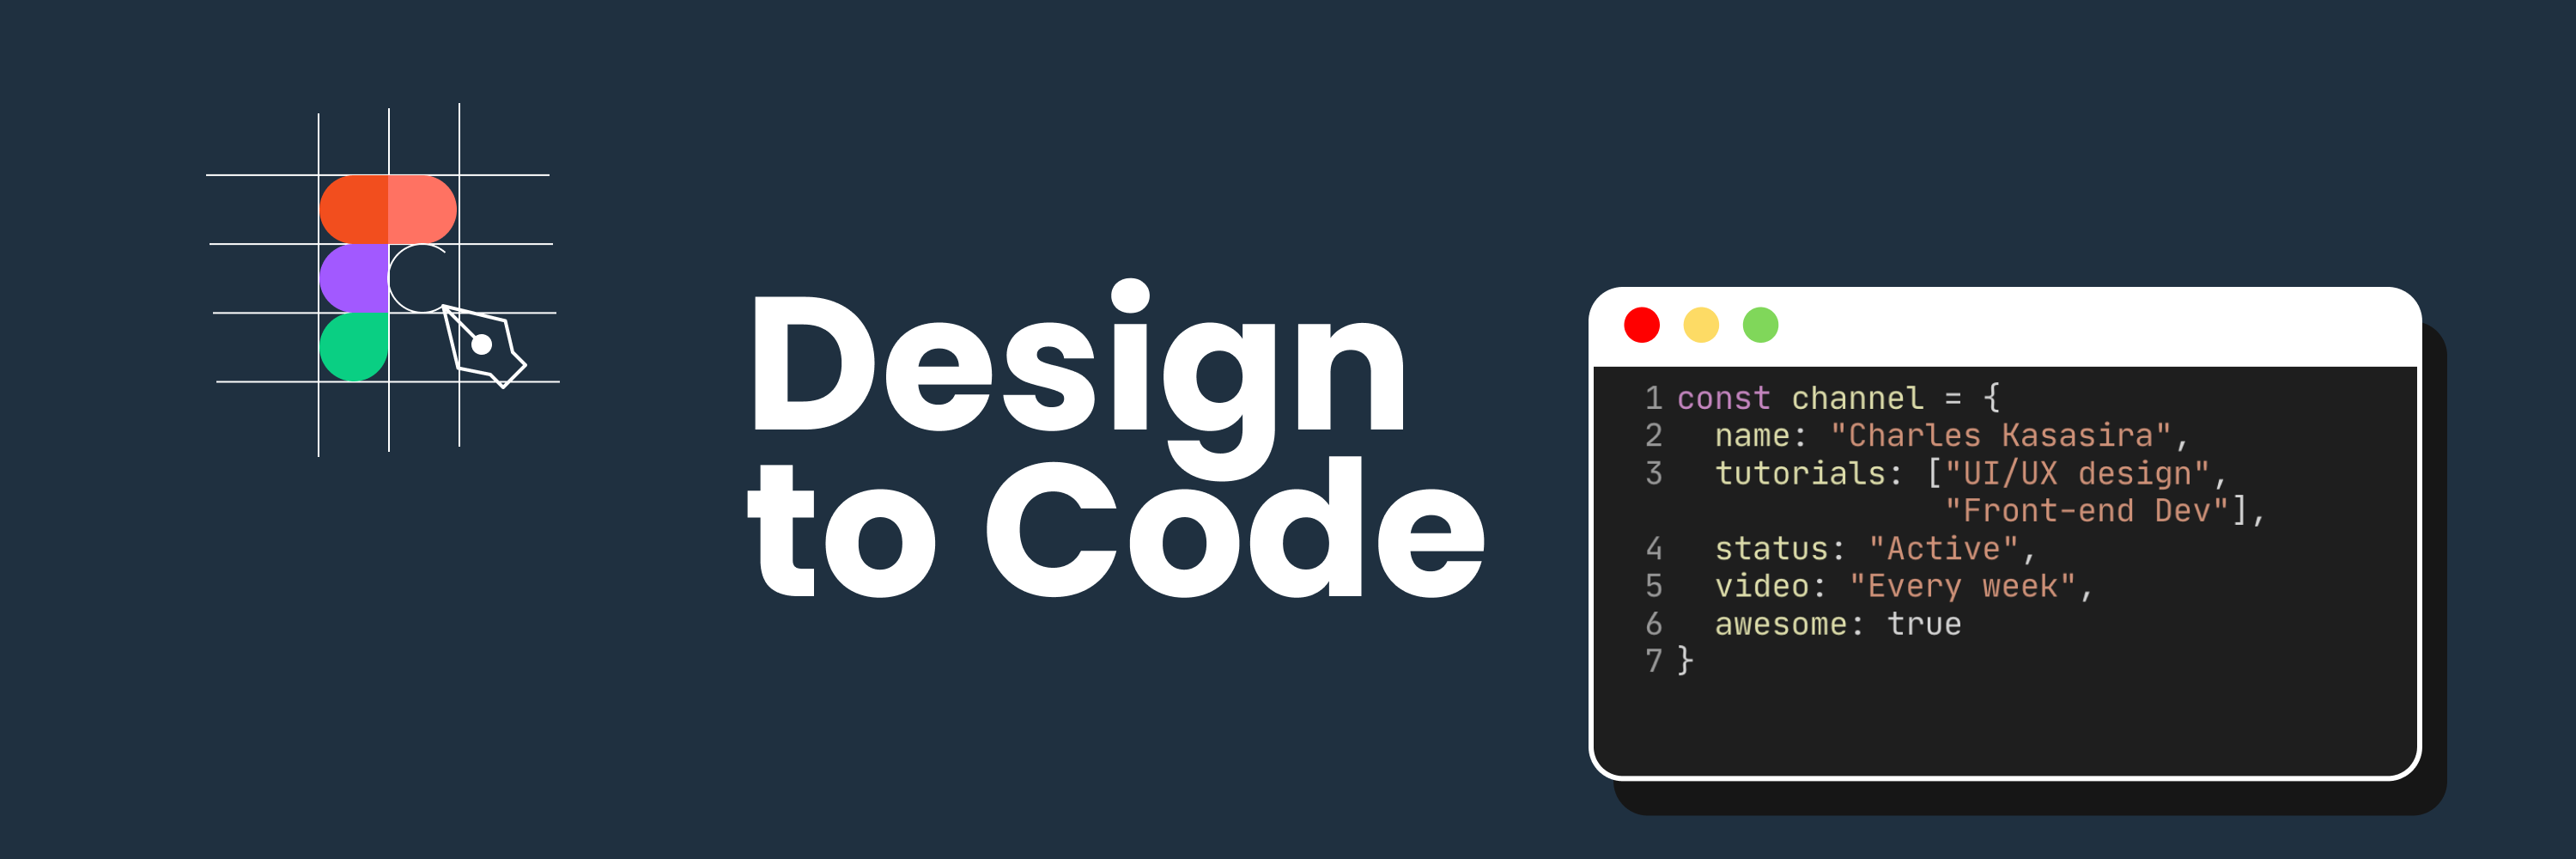 Design
to Code
1 const channel = {
2   name: "Charles Kasasira",
3   tutorials: ["UI/UX design",
              "Front-end Dev"],
4   status: "Active",
5   video: "Every week",
6   awesome: true
7 }